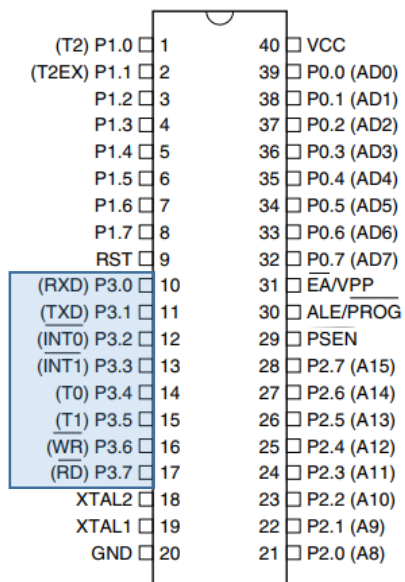 (T2) P1.0 1 40 VCC
(T2EX) P1.1 2 39 P0.0 (AD0)
P1.2 3 38 P0.1 (AD1)
P1.3 4 37 P0.2 (AD2)
P1.4 5 36 P0.3 (AD3)
P1.5 6 35 P0.4 (AD4)
P1.6 7 34 P0.5 (AD5)
P1.7 8 33 P0.6 (AD6)
RST 9 32 P0.7 (AD7)
(RXD) P3.0 10 31 E̅A̅/VPP
(TXD) P3.1 11 30 ALE/P̅R̅O̅G̅
(I̅N̅T̅0̅) P3.2 12 29 P̅S̅E̅N̅
(I̅N̅T̅1̅) P3.3 13 28 P2.7 (A15)
(T0) P3.4 14 27 P2.6 (A14)
(T1) P3.5 15 26 P2.5 (A13)
(W̅R̅) P3.6 16 25 P2.4 (A12)
(R̅D̅) P3.7 17 24 P2.3 (A11)
XTAL2 18 23 P2.2 (A10)
XTAL1 19 22 P2.1 (A9)
GND 20 21 P2.0 (A8)